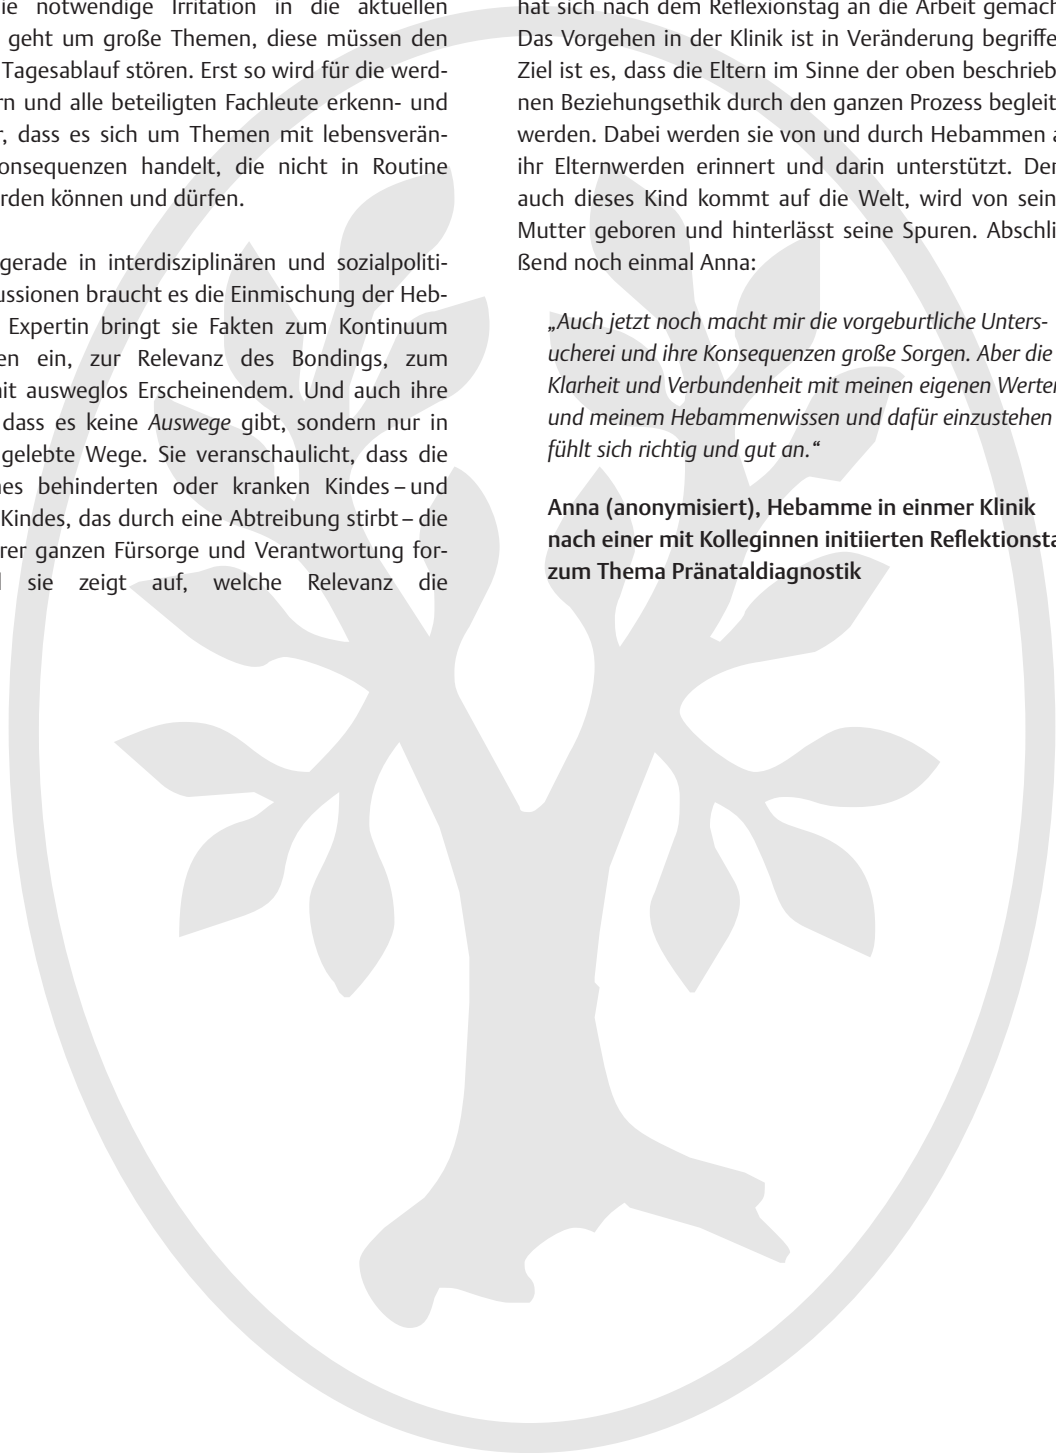 ie notwendige Irritation in die aktuellen
geht um große Themen, diese müssen den
Tagesablauf stören. Erst so wird für die werd-
rn und alle beteiligten Fachleute erkenn- und
r, dass es sich um Themen mit lebensverän-
onsequenzen handelt, die nicht in Routine
rden können und dürfen.
gerade in interdisziplinären und sozialpoliti-
ussionen braucht es die Einmischung der Heb-
Expertin bringt sie Fakten zum Kontinuum
en ein, zur Relevanz des Bondings, zum
it ausweglos Erscheinendem. Und auch ihre
dass es keine Auswege gibt, sondern nur in
gelebte Wege. Sie veranschaulicht, dass die
nes behinderten oder kranken Kindes – und
Kindes, das durch eine Abtreibung stirbt – die
rer ganzen Fürsorge und Verantwortung for-
sie zeigt auf, welche Relevanz die
hat sich nach dem Reflexionstag an die Arbeit gemach
Das Vorgehen in der Klinik ist in Veränderung begriffe
Ziel ist es, dass die Eltern im Sinne der oben beschrieb
nen Beziehungsethik durch den ganzen Prozess begleit
werden. Dabei werden sie von und durch Hebammen a
ihr Elternwerden erinnert und darin unterstützt. Der
auch dieses Kind kommt auf die Welt, wird von sein
Mutter geboren und hinterlässt seine Spuren. Abschli
ßend noch einmal Anna:
„Auch jetzt noch macht mir die vorgeburtliche Unters-
ucherei und ihre Konsequenzen große Sorgen. Aber die
Klarheit und Verbundenheit mit meinen eigenen Werten
und meinem Hebammenwissen und dafür einzustehen
fühlt sich richtig und gut an.“
Anna (anonymisiert), Hebamme in einmer Klinik
nach einer mit Kolleginnen initiierten Reflektionsta
zum Thema Pränataldiagnostik